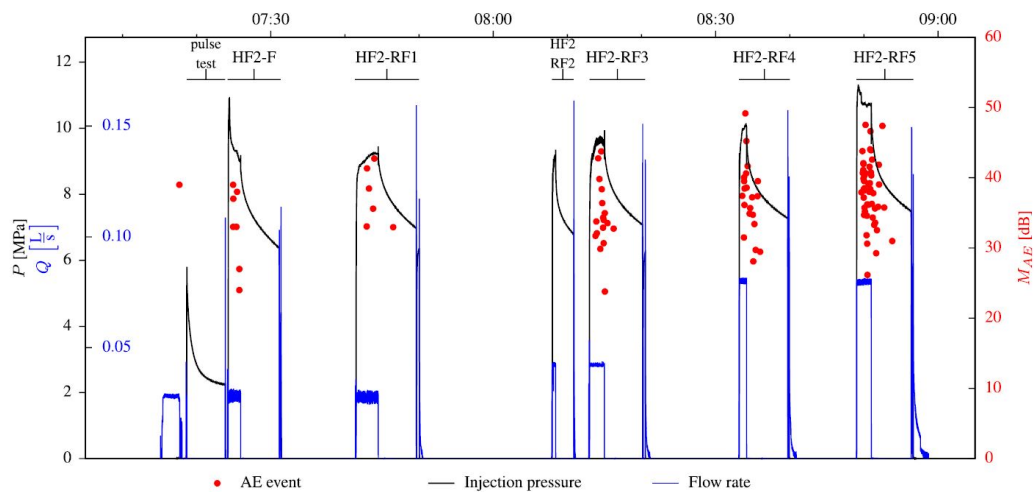 07:30 08:00 08:30 09:00
pulse
test
HF2-F
HF2-RF1
HF2
RF2
HF2-RF3
HF2-RF4
HF2-RF5
12
10
8
6
4
2
0
0.15
0.10
0.05
P [MPa]
Q [L/s]
60
50
40
30
20
10
0
M_AE [dB]
AE event Injection pressure Flow rate